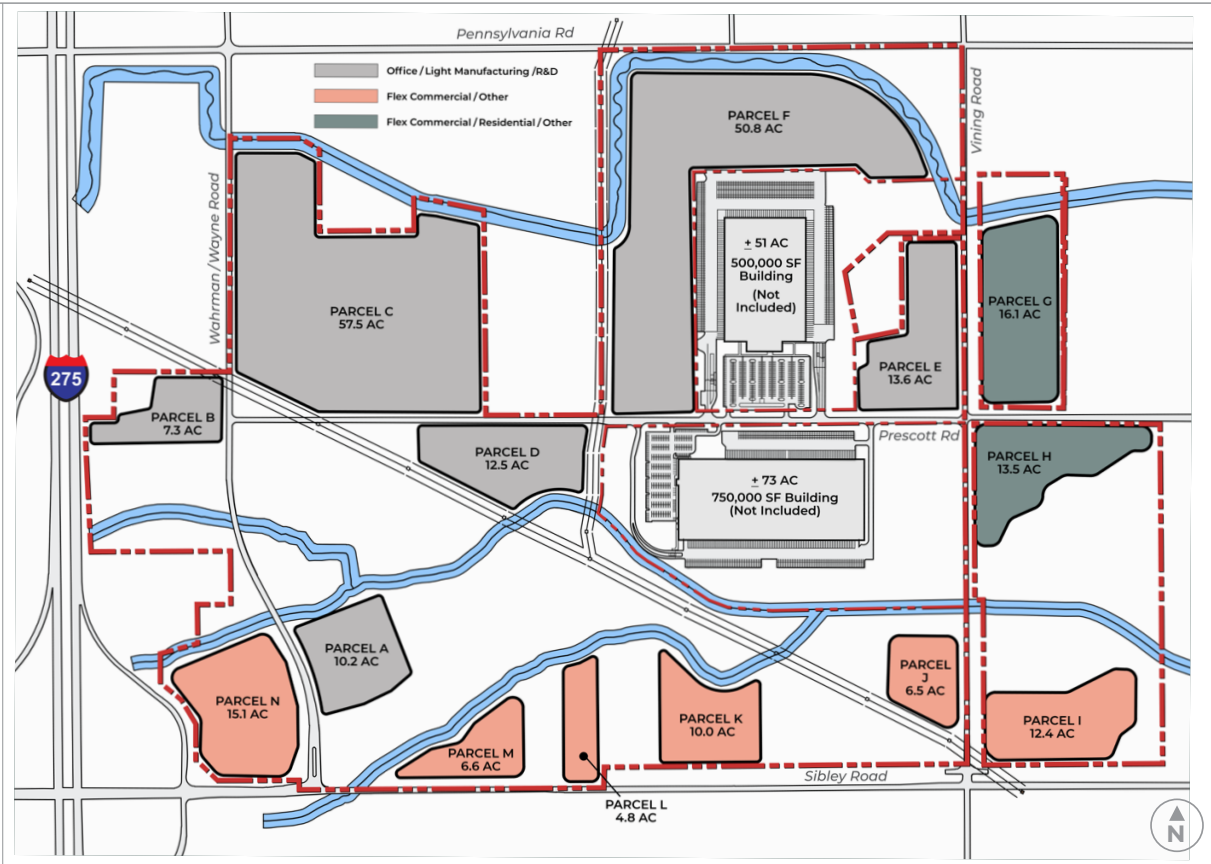 Pennsylvania Rd
Office / Light Manufacturing / R&D
Flex Commercial / Other
Flex Commercial / Residential / Other
Vining Road
Wahrman/Wayne Road
PARCEL F
50.8 AC
± 51 AC
500,000 SF
Building
(Not
Included)
PARCEL C
57.5 AC
PARCEL G
16.1 AC
PARCEL E
13.6 AC
275
PARCEL B
7.3 AC
Prescott Rd
PARCEL D
12.5 AC
PARCEL H
13.5 AC
± 73 AC
750,000 SF Building
(Not Included)
PARCEL A
10.2 AC
PARCEL N
15.1 AC
PARCEL
J
6.5 AC
PARCEL K
10.0 AC
PARCEL I
12.4 AC
PARCEL M
6.6 AC
Sibley Road
PARCEL L
4.8 AC
N